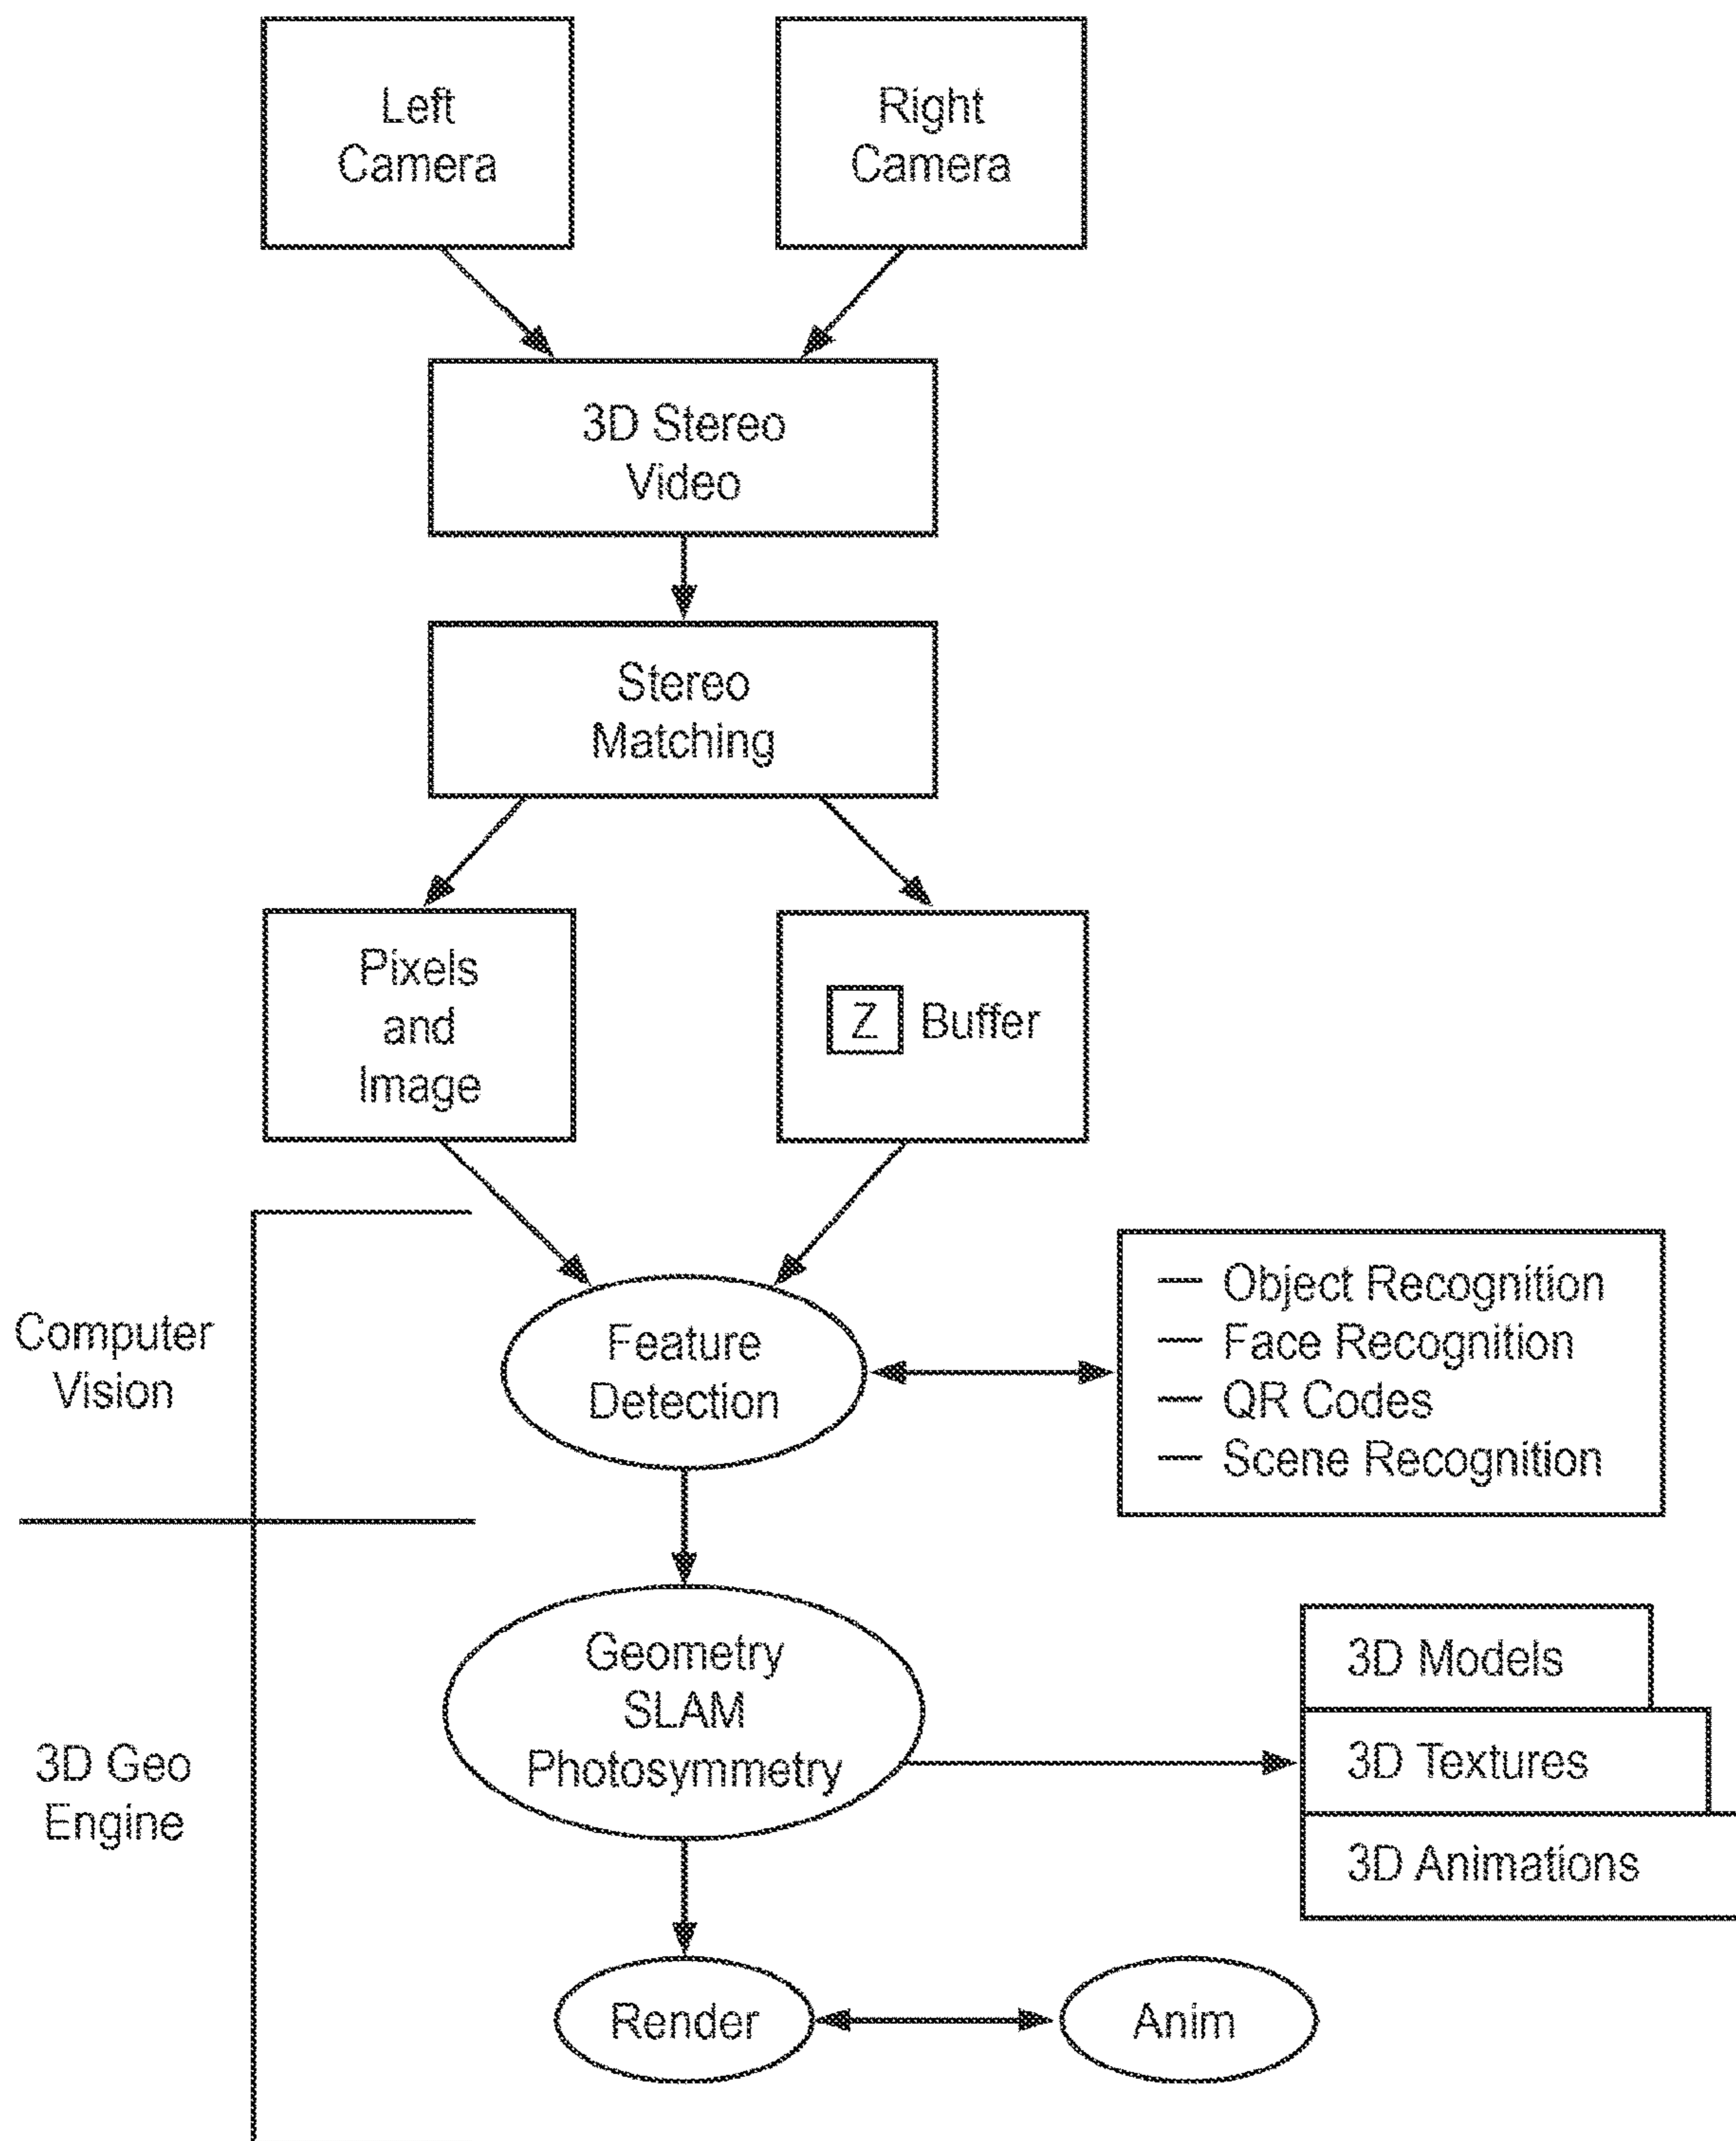 Left
Camera
Right
Camera
3D Stereo
Video
Stereo
Matching
Pixels
and
Image
Z Buffer
Computer
Vision
Feature
Detection
— Object Recognition
— Face Recognition
— QR Codes
— Scene Recognition
3D Geo
Engine
Geometry
SLAM
Photosymmetry
3D Models
3D Textures
3D Animations
Render
Anim